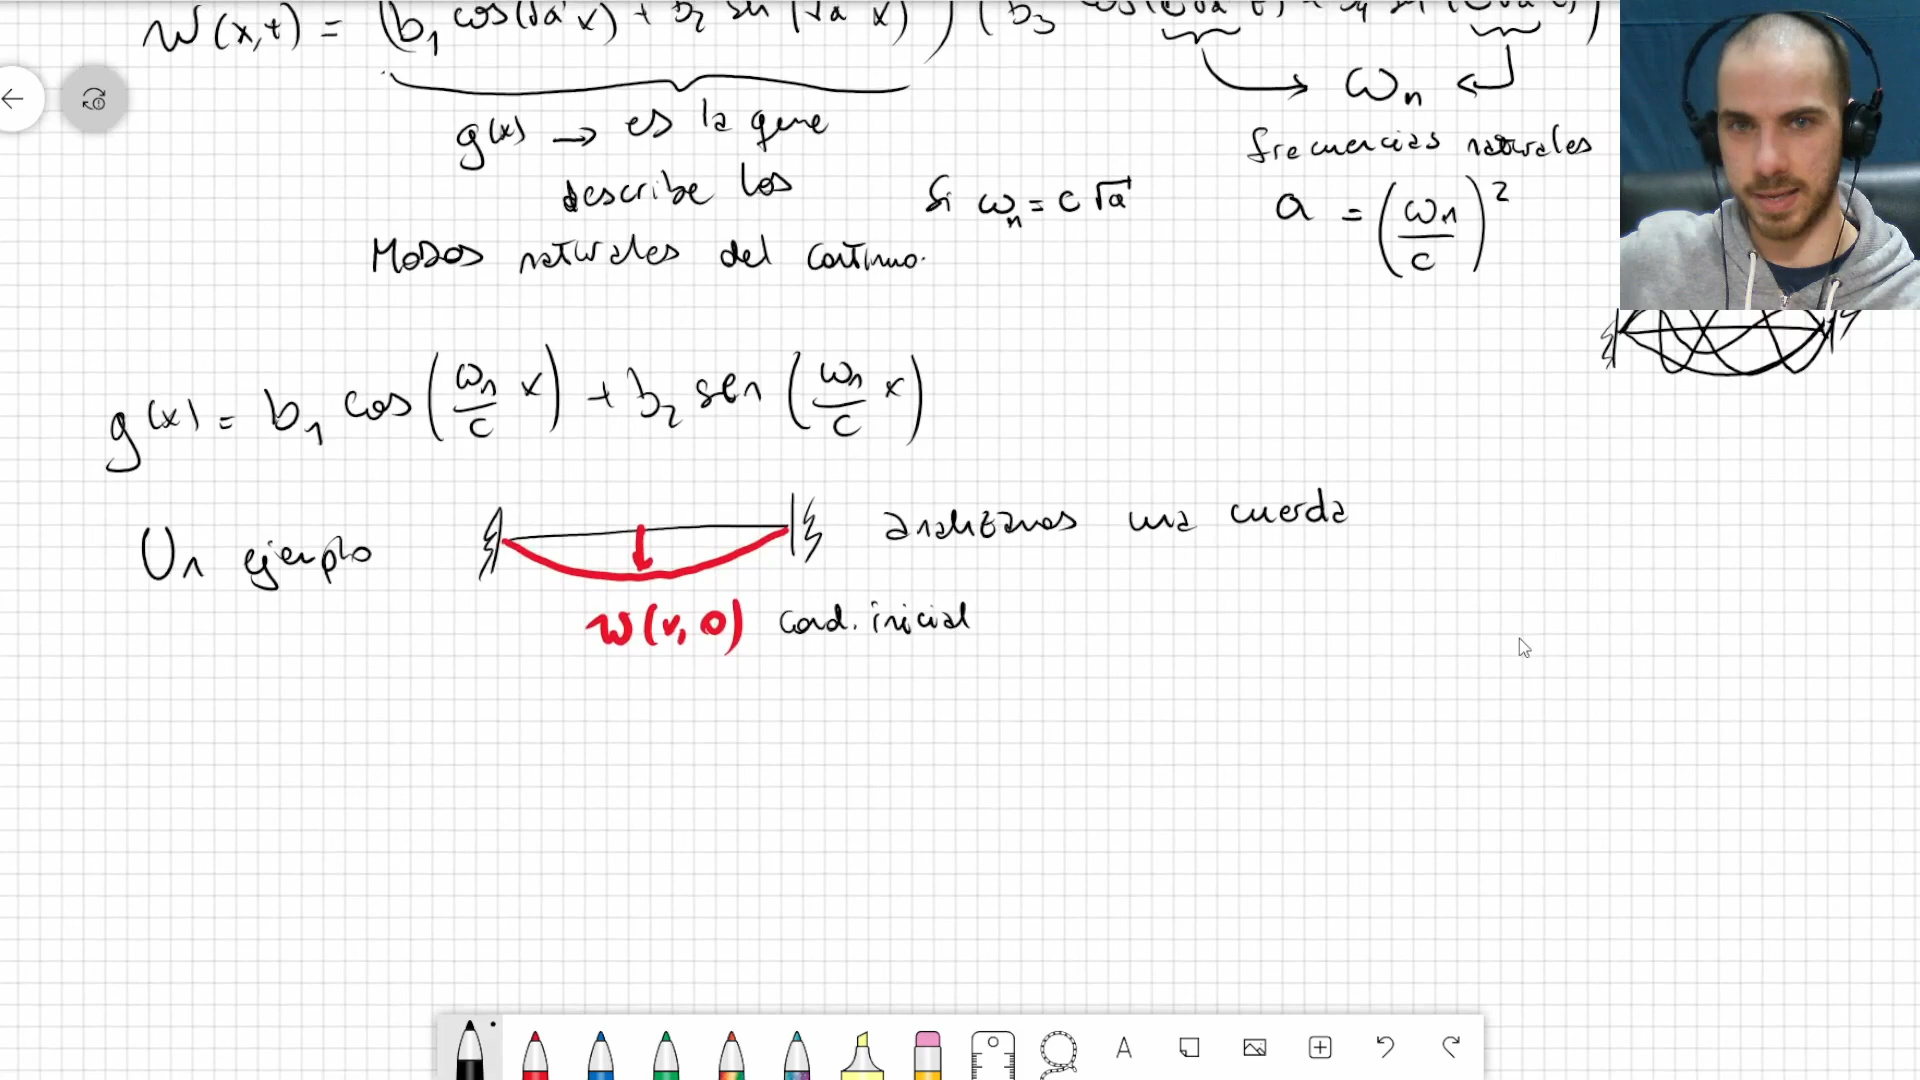 w(x,t) = (b₁ cos(√a x) + b₂ sen(√a x)) (b₃
ωₙ
g(x) → es la que
frecuencias naturales
describe los
Si ωₙ = c √a
a = (ωₙ/c)²
Modos naturales del continuo.
g(x) = b₁ cos(ωₙ/c x) + b₂ sen(ωₙ/c x)
Un ejemplo analizamos una cuerda
w(x,0) cond. inicial
A